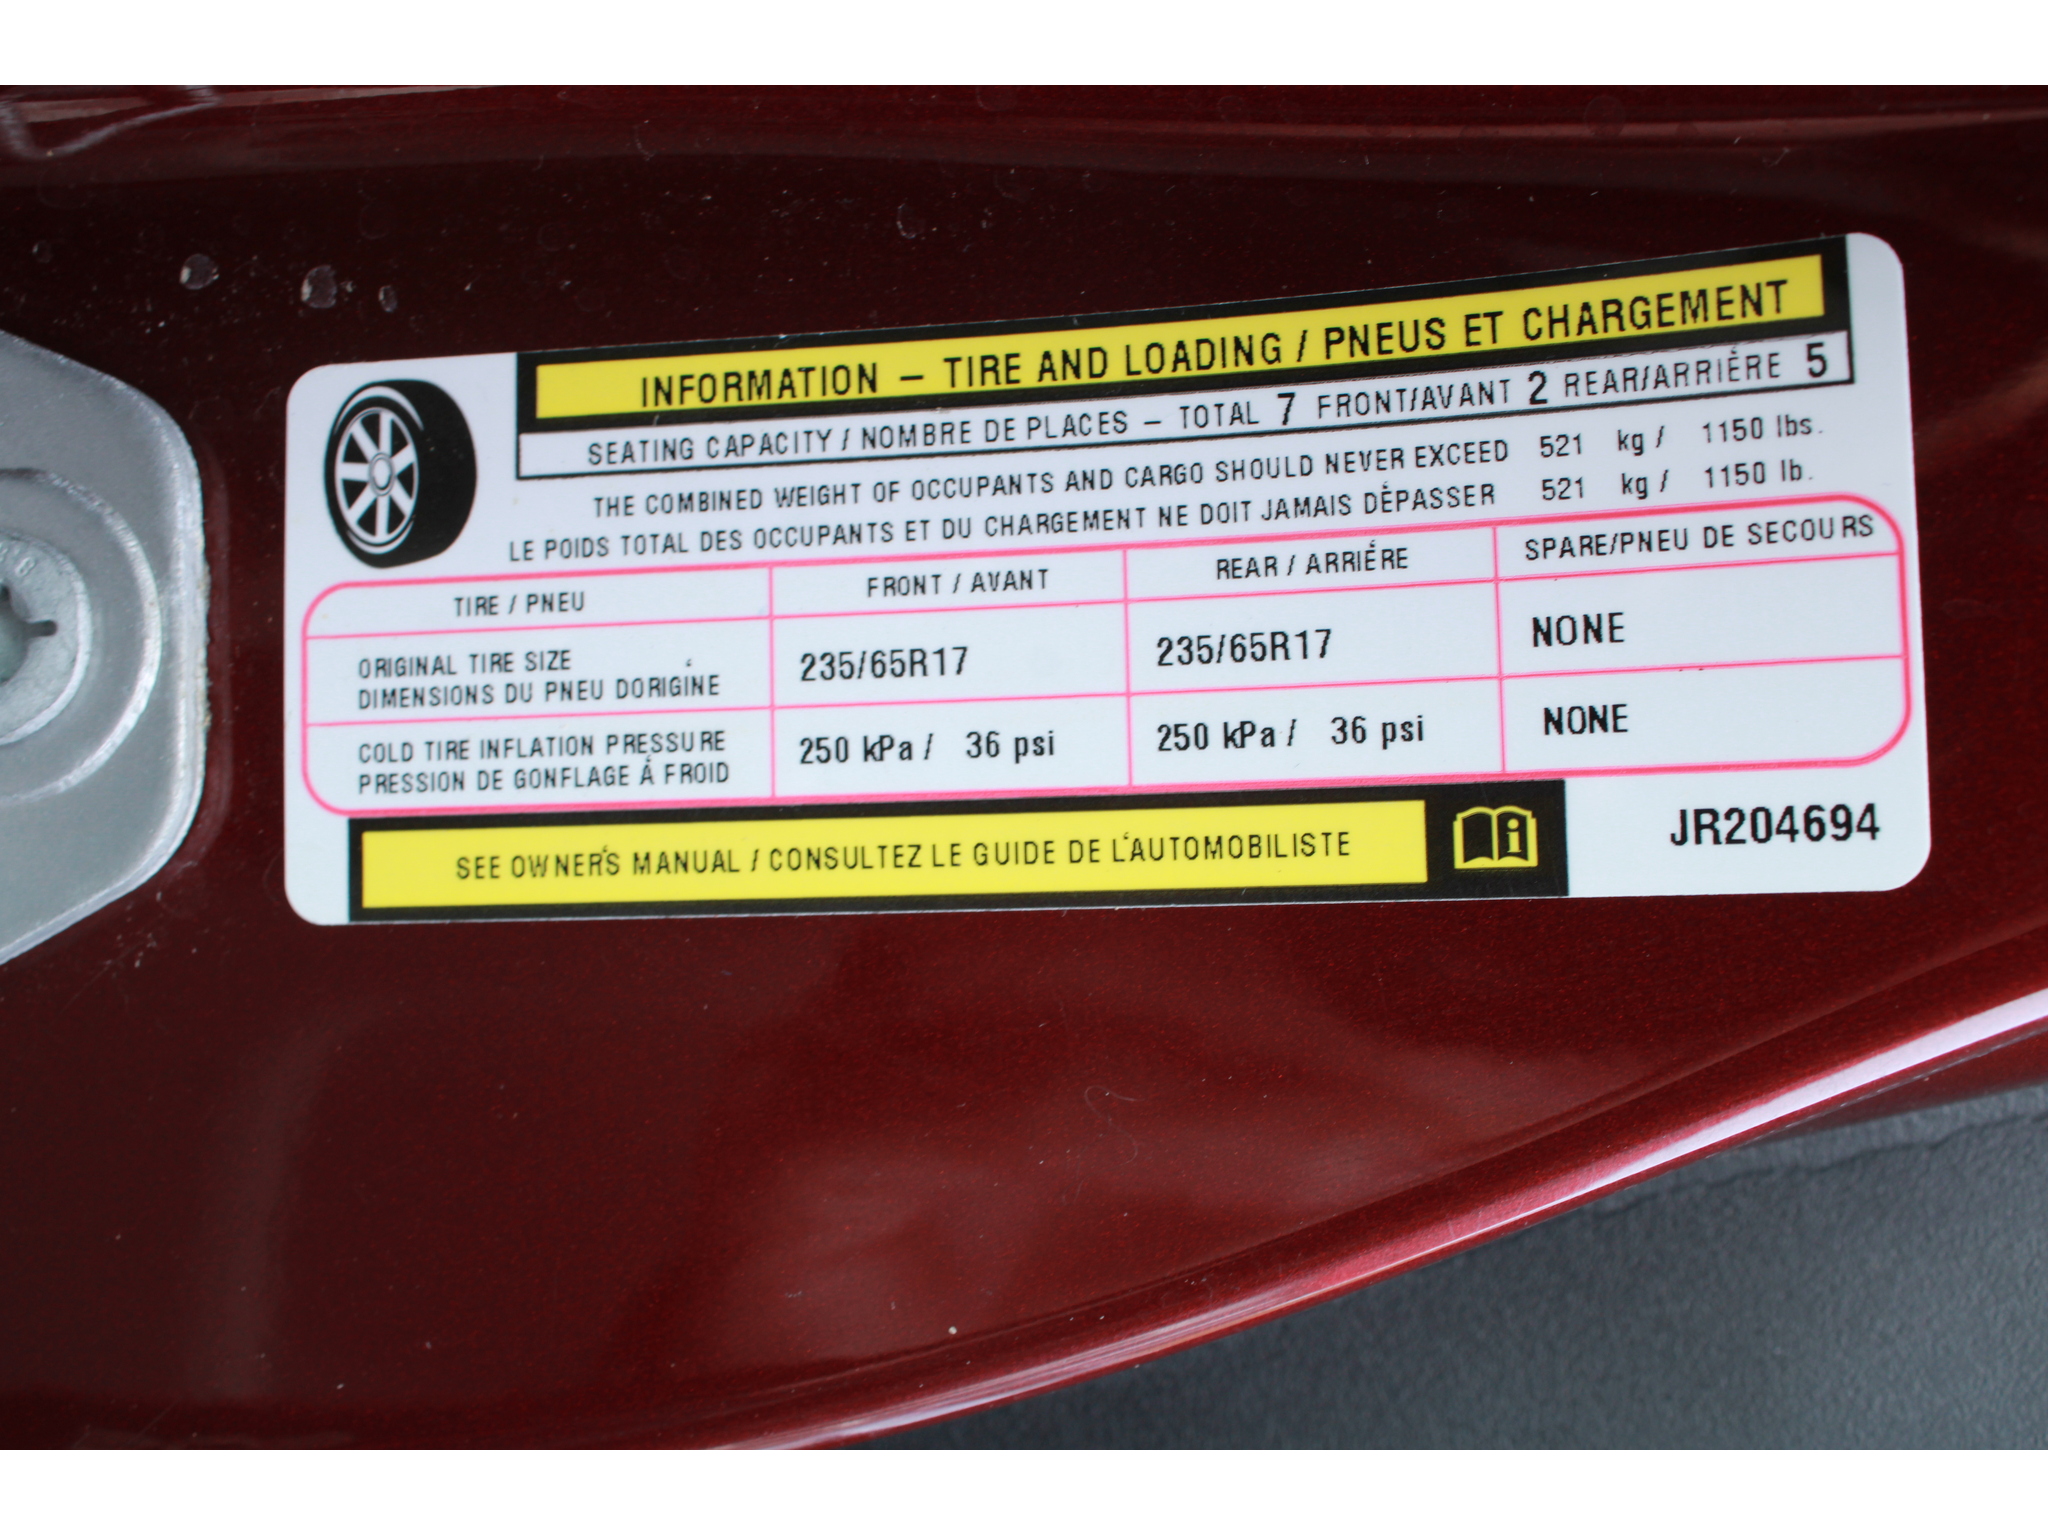 INFORMATION – TIRE AND LOADING / PNEUS ET CHARGEMENT
SEATING CAPACITY / NOMBRE DE PLACES – TOTAL 7 FRONT/AVANT 2 REAR/ARRIÉRE 5
THE COMBINED WEIGHT OF OCCUPANTS AND CARGO SHOULD NEVER EXCEED 521 kg / 1150 lbs.
LE POIDS TOTAL DES OCCUPANTS ET DU CHARGEMENT NE DOIT JAMAIS DÉPASSER 521 kg / 1150 lb.
TIRE / PNEU FRONT / AVANT REAR / ARRIÉRE SPARE/PNEU DE SECOURS
ORIGINAL TIRE SIZE
DIMENSIONS DU PNEU D'ORIGINE 235/65R17 235/65R17 NONE
COLD TIRE INFLATION PRESSURE
PRESSION DE GONFLAGE Á FROID 250 kPa / 36 psi 250 kPa / 36 psi NONE
SEE OWNER'S MANUAL / CONSULTEZ LE GUIDE DE L'AUTOMOBILISTE
JR204694